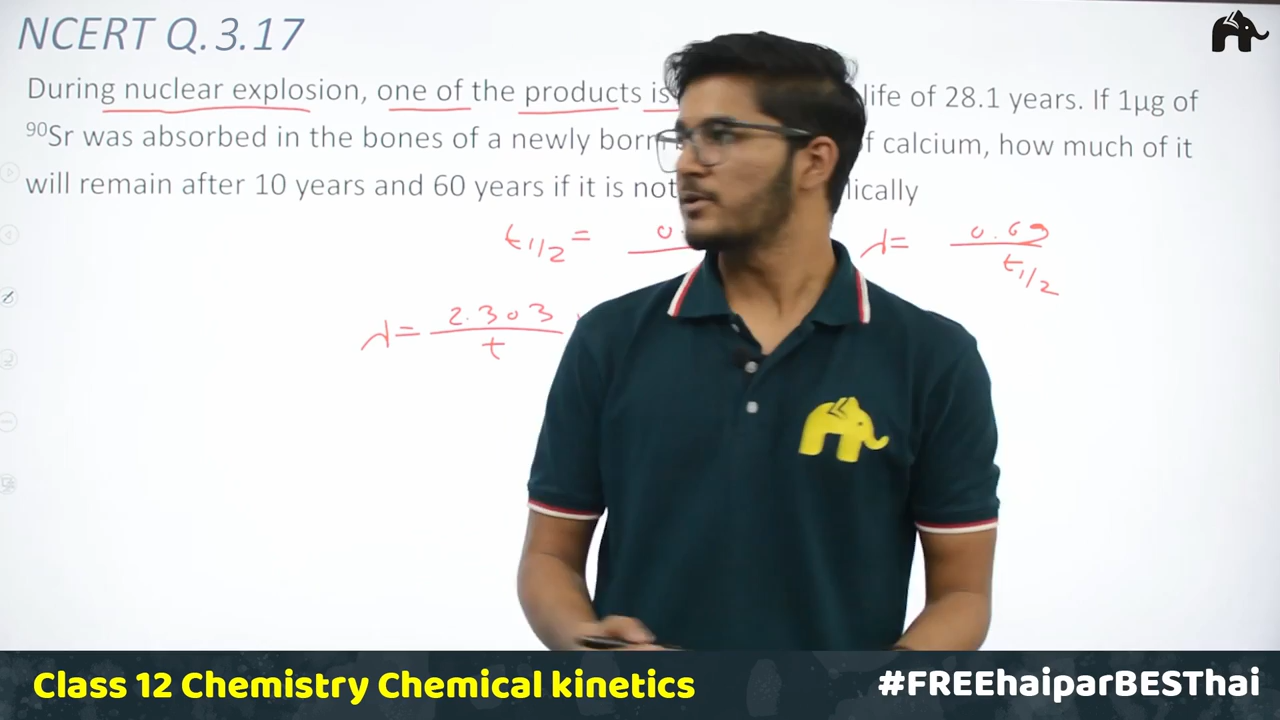 NCERT Q.3.17
During nuclear explosion, one of the products is life of 28.1 years. If 1μg of
⁹⁰Sr was absorbed in the bones of a newly born of calcium, how much of it
will remain after 10 years and 60 years if it is not
t1/2 = λ= 0.69
t1/2
λ= 2.303
t
Class 12 Chemistry Chemical kinetics
#FREEhaiparBESThai